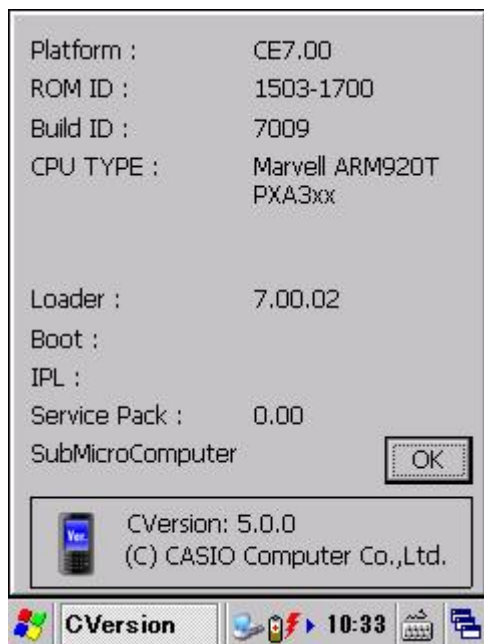 Platform : CE7.00
ROM ID : 1503-1700
Build ID : 7009
CPU TYPE : Marvell ARM920T
PXA3xx
Loader : 7.00.02
Boot :
IPL :
Service Pack : 0.00
SubMicroComputer
OK
Ver.
CVersion: 5.0.0
(C) CASIO Computer Co.,Ltd.
CVersion 10:33